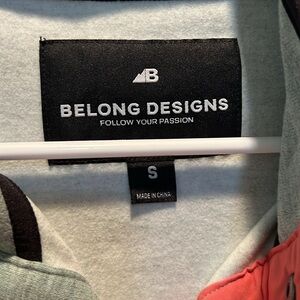 B
BELONG DESIGNS
FOLLOW YOUR PASSION
S
MADE IN CHINA